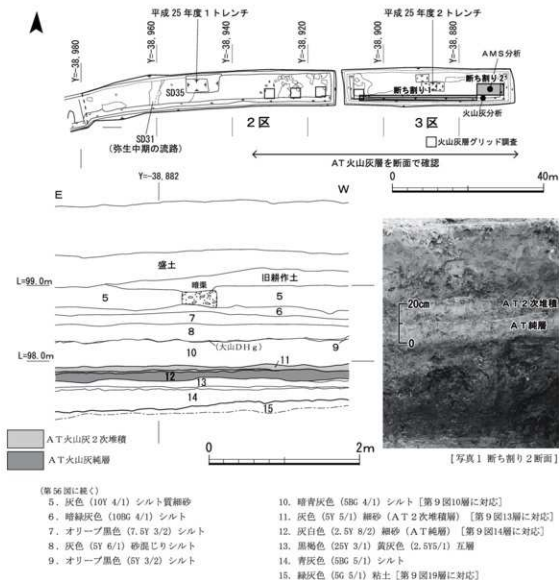 平成25年度1トレンチ
平成25年度2トレンチ
Y=-38,980
Y=-38,960
Y=-38,940
Y=-38,920
Y=-38,900
Y=-38,880
AMS分析
断ち割り2
断ち割り1
SD35
火山灰分析
SD31
(弥生中期の流路)
2区
3区
火山灰層グリッド調査
AT火山灰層を断面で確認
0
40m
Y=-38,882
E
W
盛土
旧耕作土
暗渠
L=99.0m
5
5
6
7
8
9
(大山DHg)
10
L=98.0m
11
12
13
14
15
20cm
AT2次堆積
AT純層
0
AT火山灰2次堆積
AT火山灰純層
0
2m
[写真1 断ち割り2断面]
(第56図に続く)
5. 灰色 (10Y 4/1) シルト質細砂
6. 暗緑灰色 (10BG 4/1) シルト
7. オリーブ黒色 (7.5Y 3/2) シルト
8. 灰色 (5Y 6/1) 砂混じりシルト
9. オリーブ黒色 (5Y 3/2) シルト
10. 暗青灰色 (5BG 4/1) シルト [第9図10層に対応]
11. 灰色 (5Y 5/1) 細砂 (AT2次堆積層) [第9図13層に対応]
12. 灰白色 (2.5Y 8/2) 細砂 (AT純層) [第9図14層に対応]
13. 黒褐色 (25Y 3/1) 黄灰色 (2.5Y5/1) 互層
14. 青灰色 (5BG 5/1) シルト
15. 緑灰色 (5G 5/1) 粘土 [第9図19層に対応]